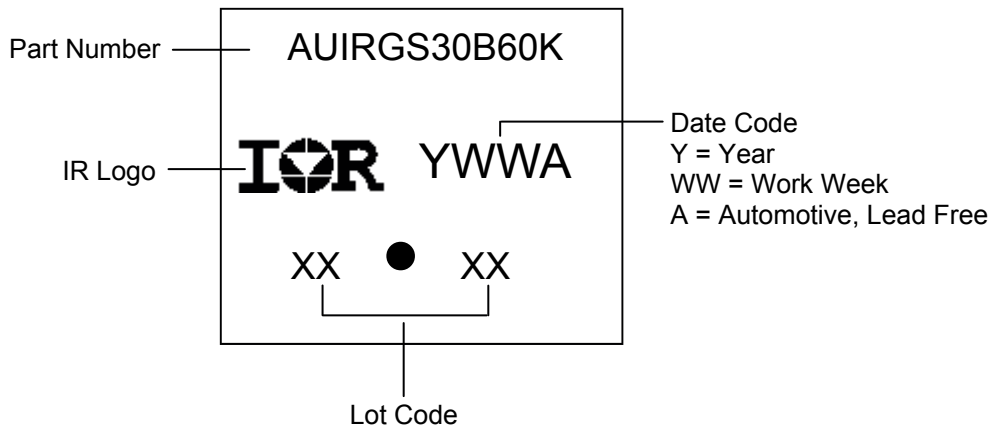 Part Number
AUIRGS30B60K
IR Logo
IOR
YWWA
Date Code
Y = Year
WW = Work Week
A = Automotive, Lead Free
XX
XX
Lot Code